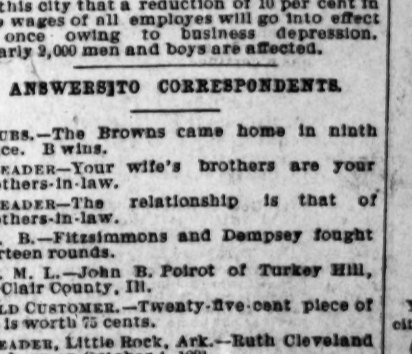 this city that a reduction of 10 per cent in
wages of all employes will go into effect
once owing to business depression.
arly 2,000 men and boys are affected.
ANSWERS TO CORRESPONDENTS.
UBS.—The Browns came home in ninth
ce. B wins.
EADER—Your wife's brothers are your
thers-in-law.
EADER—The relationship is that of
thers-in-law.
. B.—Fitzsimmons and Dempsey fought
rteen rounds.
. M. L.—John B. Poirot of Turkey Hill,
Clair County, Ill.
LD CUSTOMER.—Twenty-five-cent piece of
is worth 75 cents.
EADER, Little Rock, Ark.—Ruth Cleveland
cit